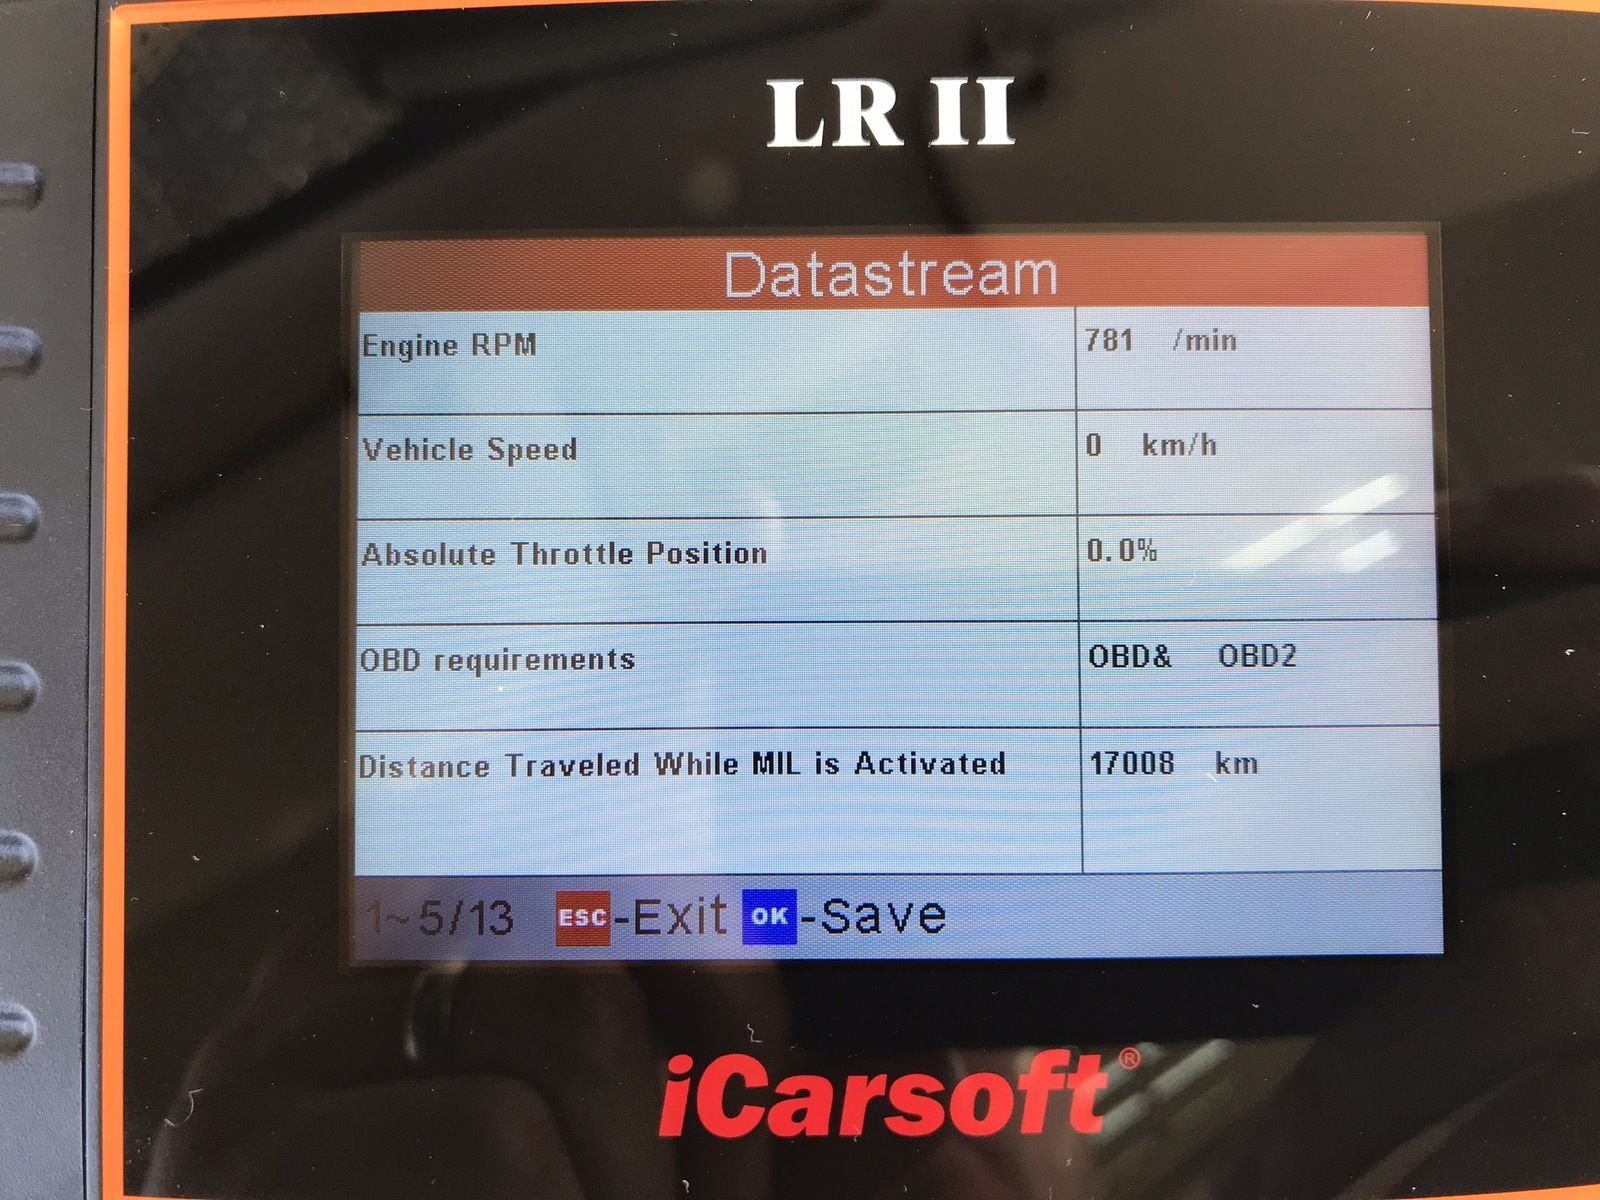 LR II
Datastream
Engine RPM 781 /min
Vehicle Speed 0 km/h
Absolute Throttle Position 0.0%
OBD requirements OBD& OBD2
Distance Traveled While MIL is Activated 17008 km
1~5/13 ESC-Exit OK-Save
iCarsoft®